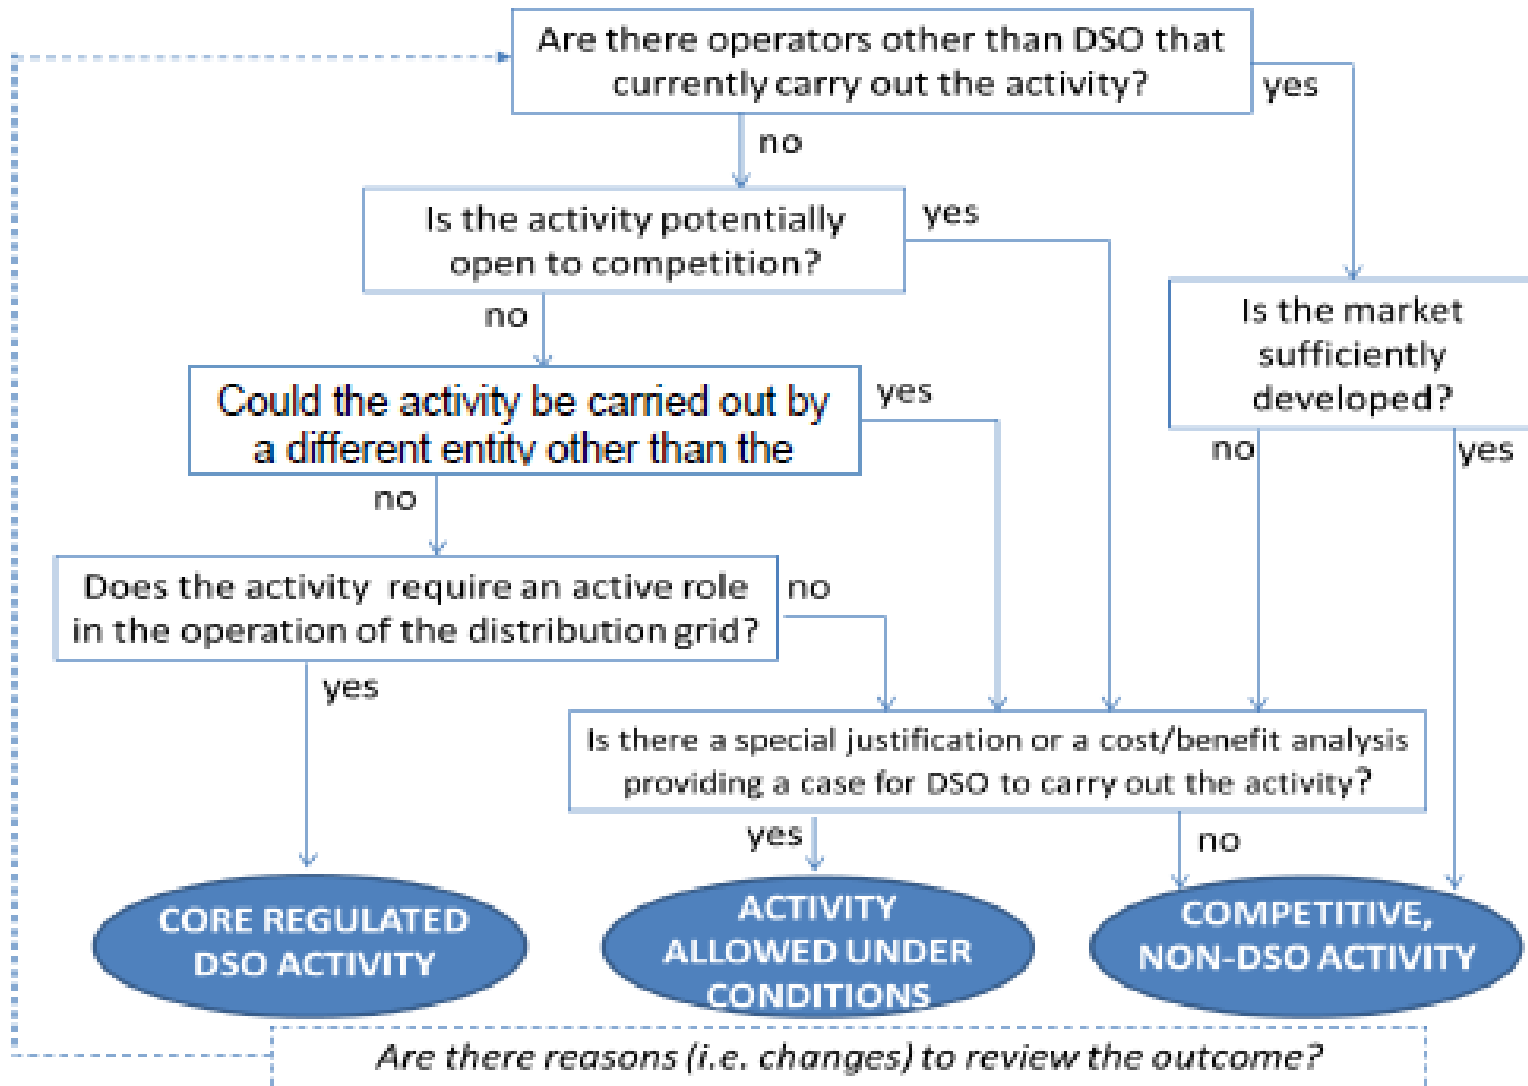 Are there operators other than DSO that
currently carry out the activity?
yes
no
Is the activity potentially
open to competition?
yes
no
Is the market
sufficiently
developed?
no
yes
Could the activity be carried out by
a different entity other than the
yes
no
Does the activity require an active role
in the operation of the distribution grid?
no
yes
Is there a special justification or a cost/benefit analysis
providing a case for DSO to carry out the activity?
yes
no
CORE REGULATED
DSO ACTIVITY
ACTIVITY
ALLOWED UNDER
CONDITIONS
COMPETITIVE,
NON-DSO ACTIVITY
Are there reasons (i.e. changes) to review the outcome?